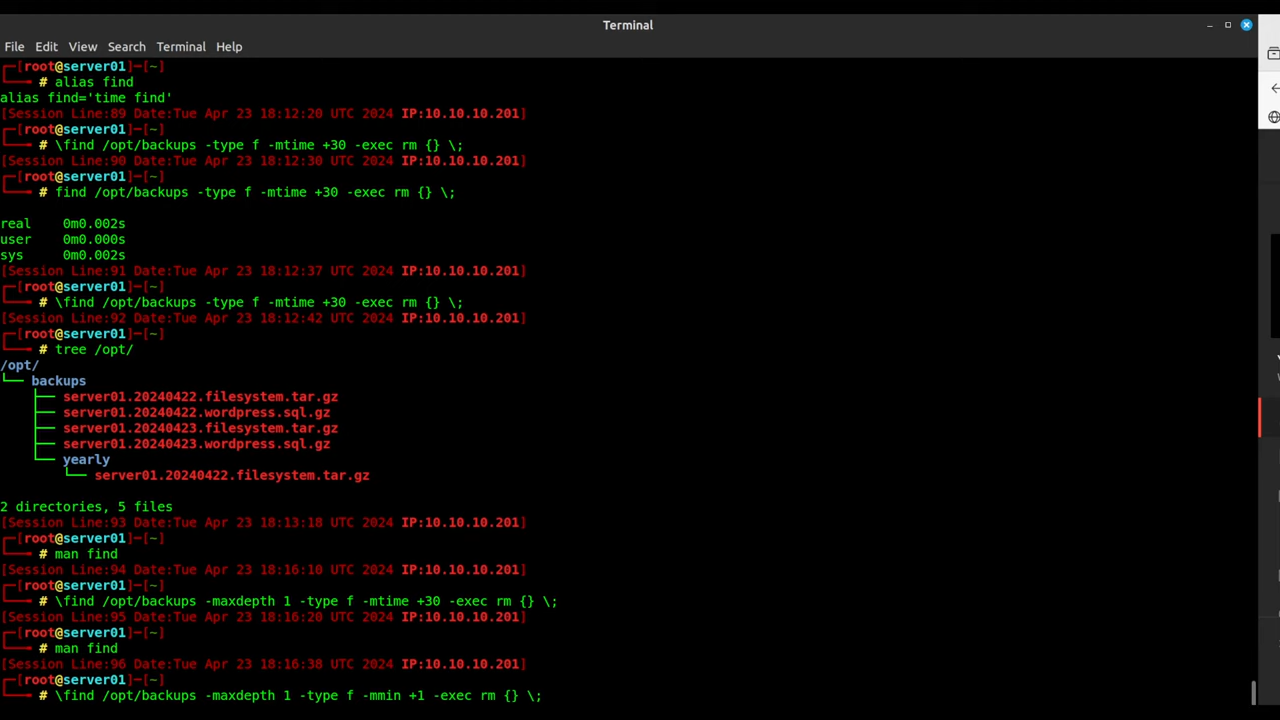 Terminal
File Edit View Search Terminal Help
┌─[root@server01]─[~]
└──╼ # alias find
alias find='time find'
[Session Line:89 Date:Tue Apr 23 18:12:20 UTC 2024 IP:10.10.10.201]
┌─[root@server01]─[~]
└──╼ # \find /opt/backups -type f -mtime +30 -exec rm {} \;
[Session Line:90 Date:Tue Apr 23 18:12:30 UTC 2024 IP:10.10.10.201]
┌─[root@server01]─[~]
└──╼ # find /opt/backups -type f -mtime +30 -exec rm {} \;
real 0m0.002s
user 0m0.000s
sys 0m0.002s
[Session Line:91 Date:Tue Apr 23 18:12:37 UTC 2024 IP:10.10.10.201]
┌─[root@server01]─[~]
└──╼ # \find /opt/backups -type f -mtime +30 -exec rm {} \;
[Session Line:92 Date:Tue Apr 23 18:12:42 UTC 2024 IP:10.10.10.201]
┌─[root@server01]─[~]
└──╼ # tree /opt/
/opt/
└── backups
├── server01.20240422.filesystem.tar.gz
├── server01.20240422.wordpress.sql.gz
├── server01.20240423.filesystem.tar.gz
├── server01.20240423.wordpress.sql.gz
└── yearly
└── server01.20240422.filesystem.tar.gz
2 directories, 5 files
[Session Line:93 Date:Tue Apr 23 18:13:18 UTC 2024 IP:10.10.10.201]
┌─[root@server01]─[~]
└──╼ # man find
[Session Line:94 Date:Tue Apr 23 18:16:10 UTC 2024 IP:10.10.10.201]
┌─[root@server01]─[~]
└──╼ # \find /opt/backups -maxdepth 1 -type f -mtime +30 -exec rm {} \;
[Session Line:95 Date:Tue Apr 23 18:16:20 UTC 2024 IP:10.10.10.201]
┌─[root@server01]─[~]
└──╼ # man find
[Session Line:96 Date:Tue Apr 23 18:16:38 UTC 2024 IP:10.10.10.201]
┌─[root@server01]─[~]
└──╼ # \find /opt/backups -maxdepth 1 -type f -mmin +1 -exec rm {} \;